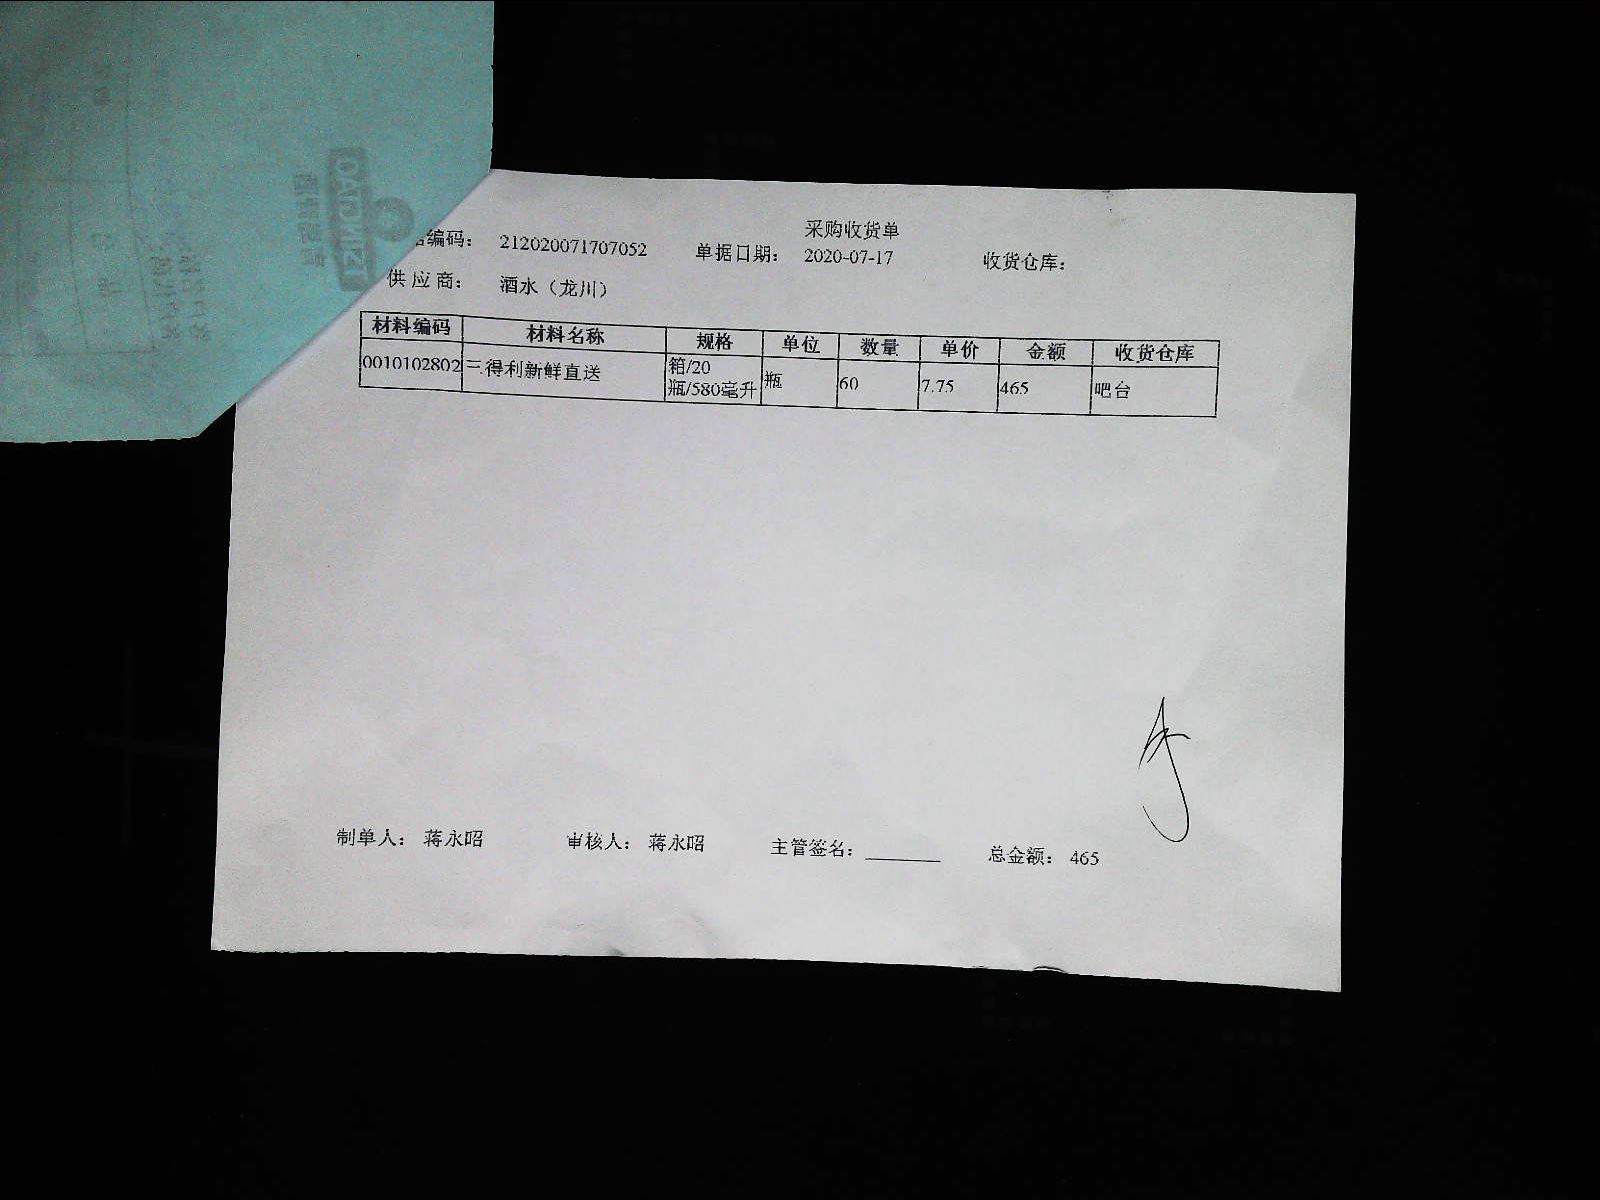 采购收货单
编码： 212020071707052 单据日期： 2020-07-17 收货仓库：
供应商： 酒水（龙川）
材料编码 材料名称 规格 单位 数量 单价 金额 收货仓库
0010102802 三得利新鲜直送 箱/20 瓶 60 7.75 465 吧台
瓶/580毫升
制单人： 蒋永昭 审核人： 蒋永昭 主管签名： 总金额： 465